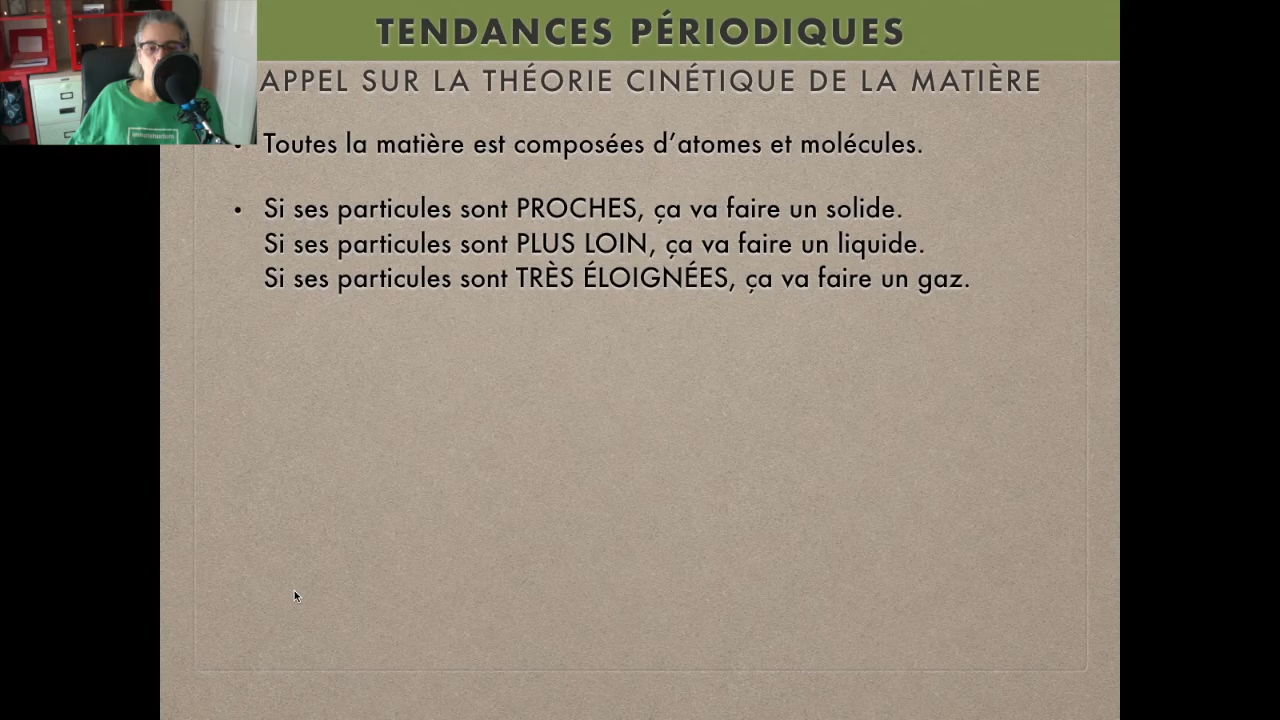 TENDANCES PÉRIODIQUES
APPEL SUR LA THÉORIE CINÉTIQUE DE LA MATIÈRE
• Toutes la matière est composées d’atomes et molécules.
• Si ses particules sont PROCHES, ça va faire un solide.
Si ses particules sont PLUS LOIN, ça va faire un liquide.
Si ses particules sont TRÈS ÉLOIGNÉES, ça va faire un gaz.